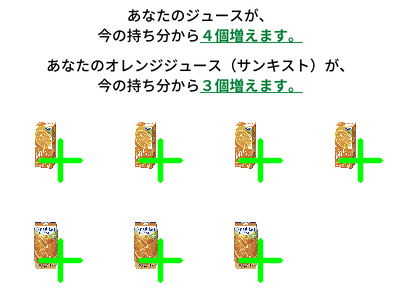 あなたのジュースが、
今の持ち分から４個増えます。
あなたのオレンジジュース（サンキスト）が、
今の持ち分から３個増えます。